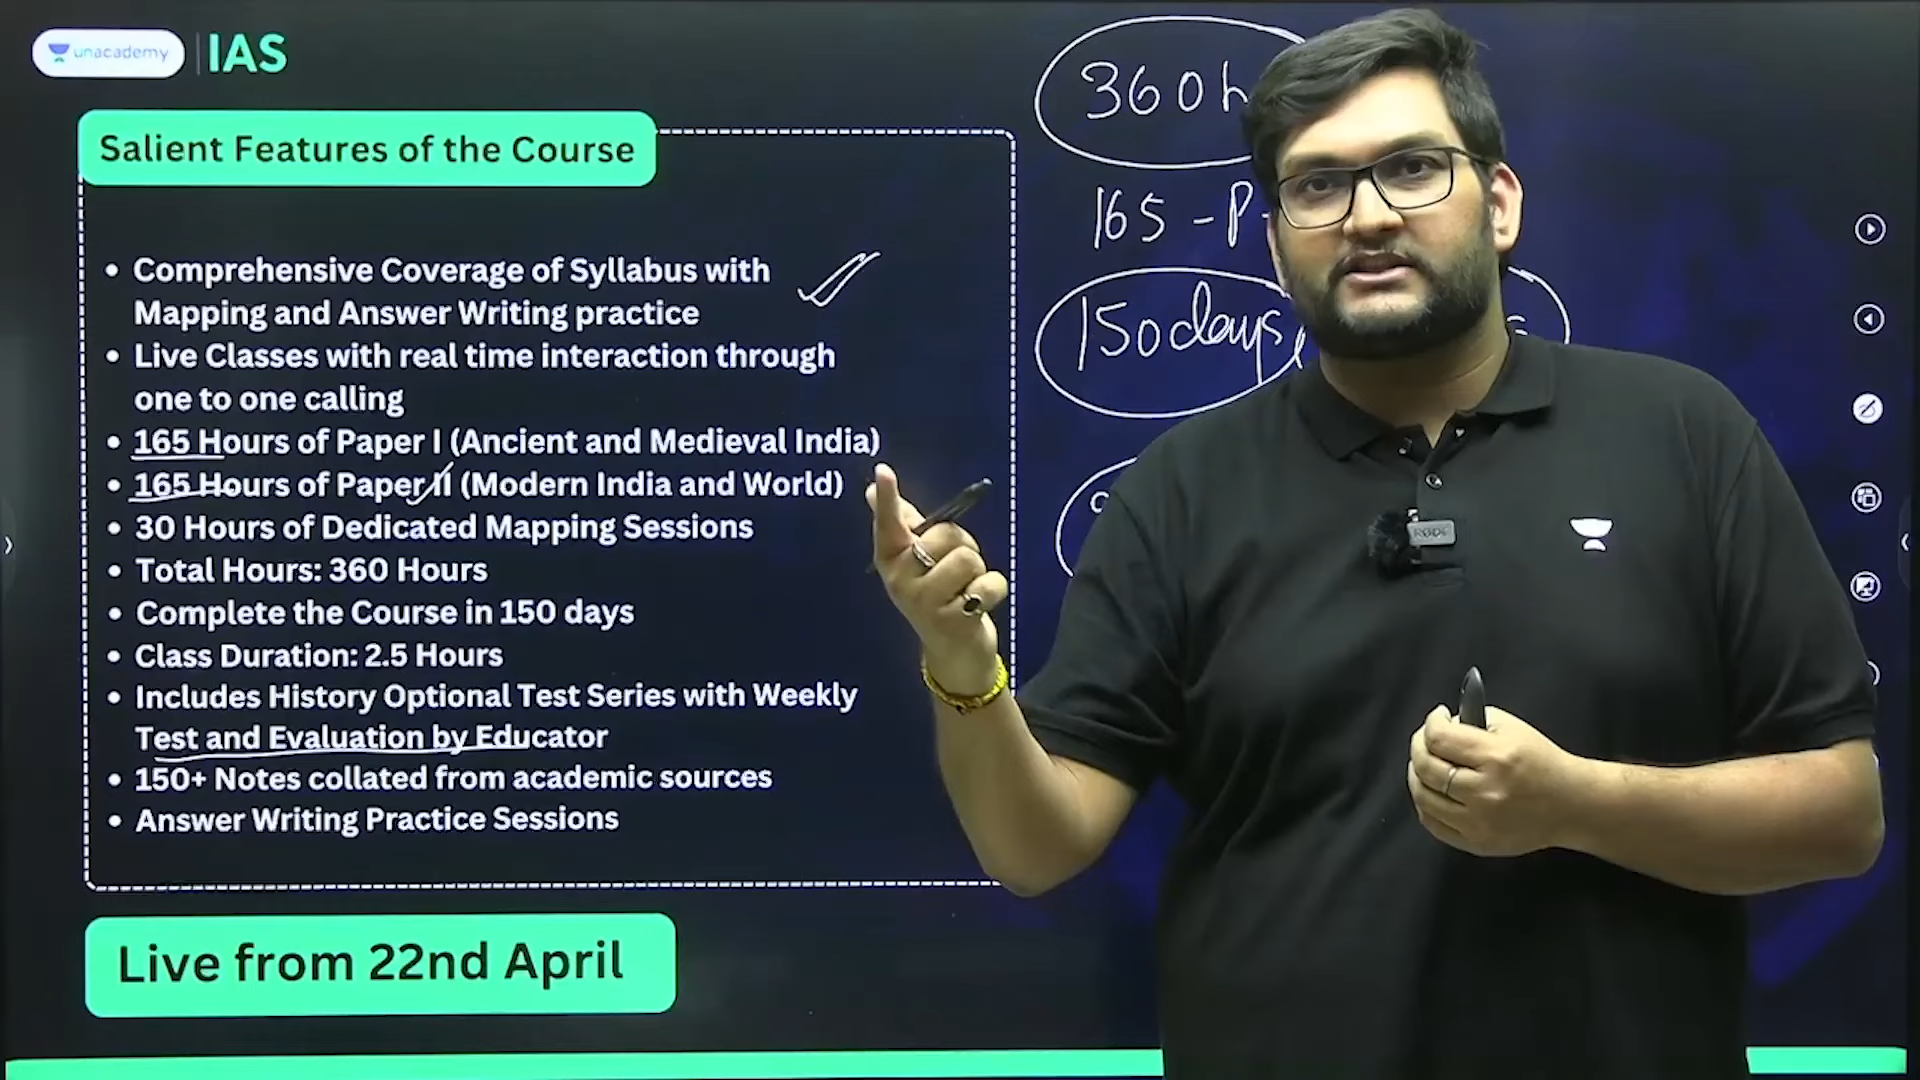 unacademy
IAS
Salient Features of the Course
• Comprehensive Coverage of Syllabus with
Mapping and Answer Writing practice
• Live Classes with real time interaction through
one to one calling
• 165 Hours of Paper I (Ancient and Medieval India)
• 165 Hours of Paper II (Modern India and World)
• 30 Hours of Dedicated Mapping Sessions
• Total Hours: 360 Hours
• Complete the Course in 150 days
• Class Duration: 2.5 Hours
• Includes History Optional Test Series with Weekly
Test and Evaluation by Educator
• 150+ Notes collated from academic sources
• Answer Writing Practice Sessions
Live from 22nd April
360h
165 - P
150days
RODE